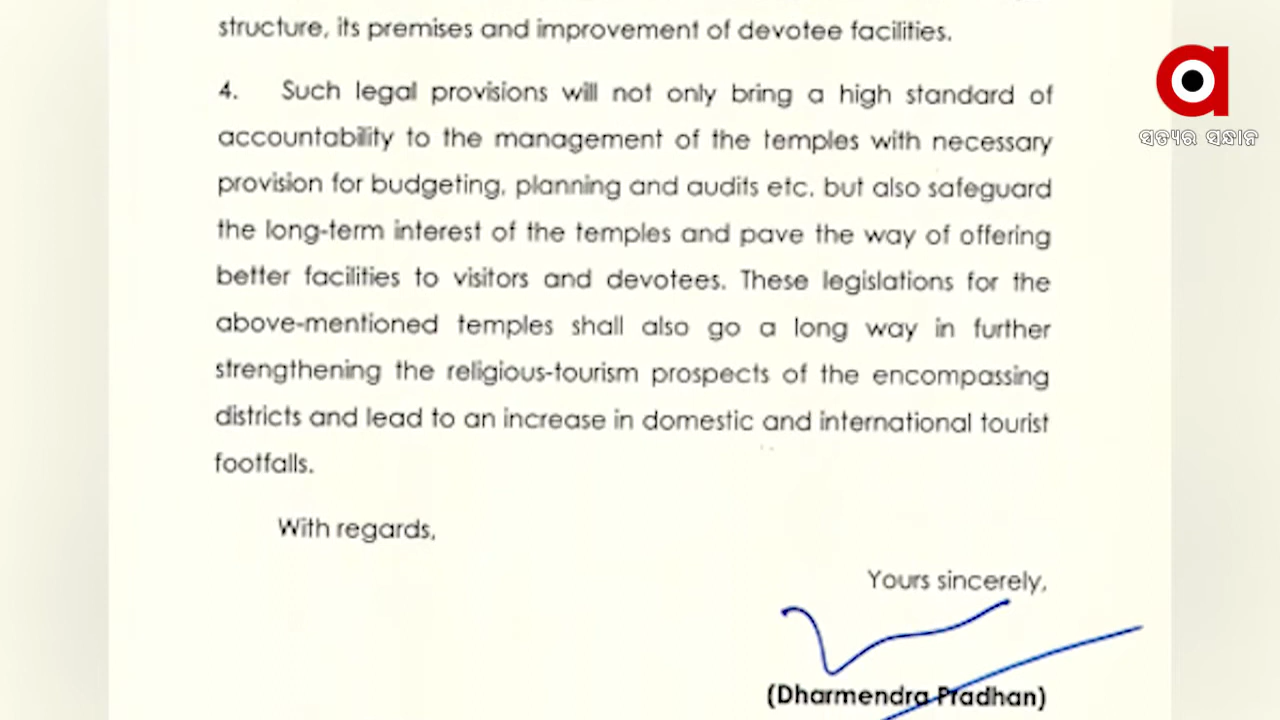 structure, its premises and improvement of devotee facilities.
4. Such legal provisions will not only bring a high standard of
accountability to the management of the temples with necessary
provision for budgeting, planning and audits etc. but also safeguard
the long-term interest of the temples and pave the way of offering
better facilities to visitors and devotees. These legislations for the
above-mentioned temples shall also go a long way in further
strengthening the religious-tourism prospects of the encompassing
districts and lead to an increase in domestic and international tourist
footfalls.
With regards,
Yours sincerely,
(Dharmendra Pradhan)
ସତ୍ୟର ସନ୍ଧାନ